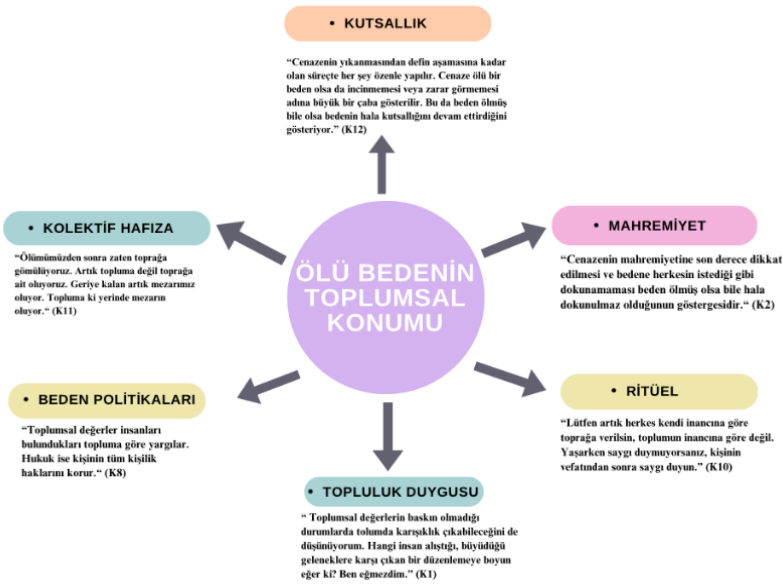 • KUTSALLIK
“Cenazenin yıkanmasından defin aşamasına kadar
olan süreçte her şey özenle yapılır. Cenaze ölü bir
beden olsa da incinmemesi veya zarar görmemesi
adına büyük bir çaba gösterilir. Bu da beden ölmüş
bile olsa bedenin hala kutsallığını devam ettirdiğini
gösteriyor.” (K12)
• KOLEKTİF HAFIZA
“Ölümümüzden sonra zaten toprağa
gömülüyoruz. Artık topluma değil toprağa
ait oluyoruz. Geriye kalan artık mezarımız
oluyor. Topluma ki yerinde mezarın
oluyor.“ (K11)
• MAHREMİYET
“Cenazenin mahremiyetine son derece dikkat
edilmesi ve bedene herkesin istediği gibi
dokunamaması beden ölmüş olsa bile hala
dokunulmaz olduğunun göstergesidir.“ (K2)
ÖLÜ BEDENİN
TOPLUMSAL
KONUMU
• BEDEN POLİTİKALARI
“Toplumsal değerler insanları
bulundukları topluma göre yargılar.
Hukuk ise kişinin tüm kişilik
haklarını korur.“ (K8)
• RİTÜEL
“Lütfen artık herkes kendi inancına göre
toprağa verilsin, toplumun inancına göre değil.
Yaşarken saygı duymuyorsanız, kişinin
vefatından sonra saygı duyun.” (K10)
• TOPLULUK DUYGUSU
“ Toplumsal değerlerin baskın olmadığı
durumlarda tolumda karışıklık çıkabileceğini de
düşünüyorum. Hangi insan alıştığı, büyüdüğü
geleneklere karşı çıkan bir düzenlemeye boyun
eğer ki? Ben eğmezdim.” (K1)